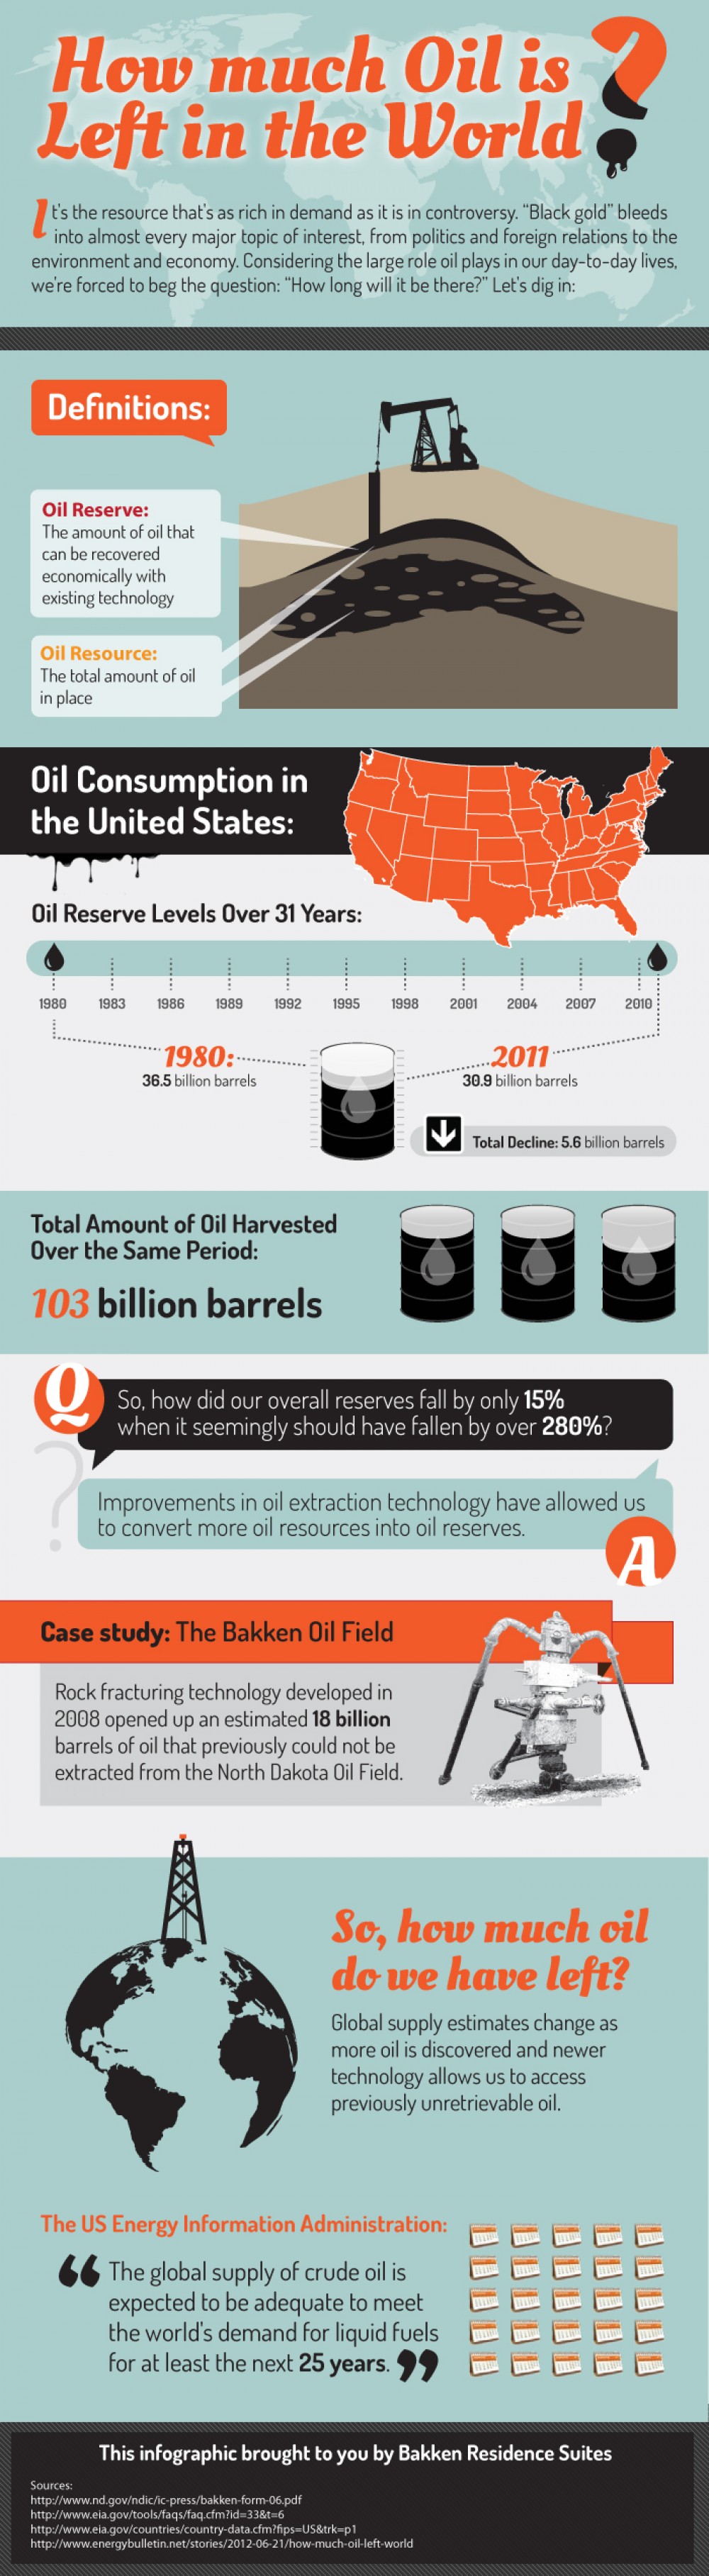 How much Oil is
Left in the World?
It's the resource that's as rich in demand as it is in controversy. “Black gold” bleeds
into almost every major topic of interest, from politics and foreign relations to the
environment and economy. Considering the large role oil plays in our day-to-day lives,
we're forced to beg the question: “How long will it be there?” Let's dig in:
Definitions:
Oil Reserve:
The amount of oil that
can be recovered
economically with
existing technology
Oil Resource:
The total amount of oil
in place
Oil Consumption in
the United States:
Oil Reserve Levels Over 31 Years:
1980 1983 1986 1989 1992 1995 1998 2001 2004 2007 2010
1980:
36.5 billion barrels
2011
30.9 billion barrels
Total Decline: 5.6 billion barrels
Total Amount of Oil Harvested
Over the Same Period:
103 billion barrels
Q
So, how did our overall reserves fall by only 15%
when it seemingly should have fallen by over 280%?
?
Improvements in oil extraction technology have allowed us
to convert more oil resources into oil reserves.
A
Case study: The Bakken Oil Field
Rock fracturing technology developed in
2008 opened up an estimated 18 billion
barrels of oil that previously could not be
extracted from the North Dakota Oil Field.
So, how much oil
do we have left?
Global supply estimates change as
more oil is discovered and newer
technology allows us to access
previously unretrievable oil.
The US Energy Information Administration:
“The global supply of crude oil is
expected to be adequate to meet
the world's demand for liquid fuels
for at least the next 25 years.”
This infographic brought to you by Bakken Residence Suites
Sources:
http://www.nd.gov/ndic/ic-press/bakken-form-06.pdf
http://www.eia.gov/tools/faqs/faq.cfm?id=33&t=6
http://www.eia.gov/countries/country-data.cfm?fips=US&trk=p1
http://www.energybulletin.net/stories/2012-06-21/how-much-oil-left-world